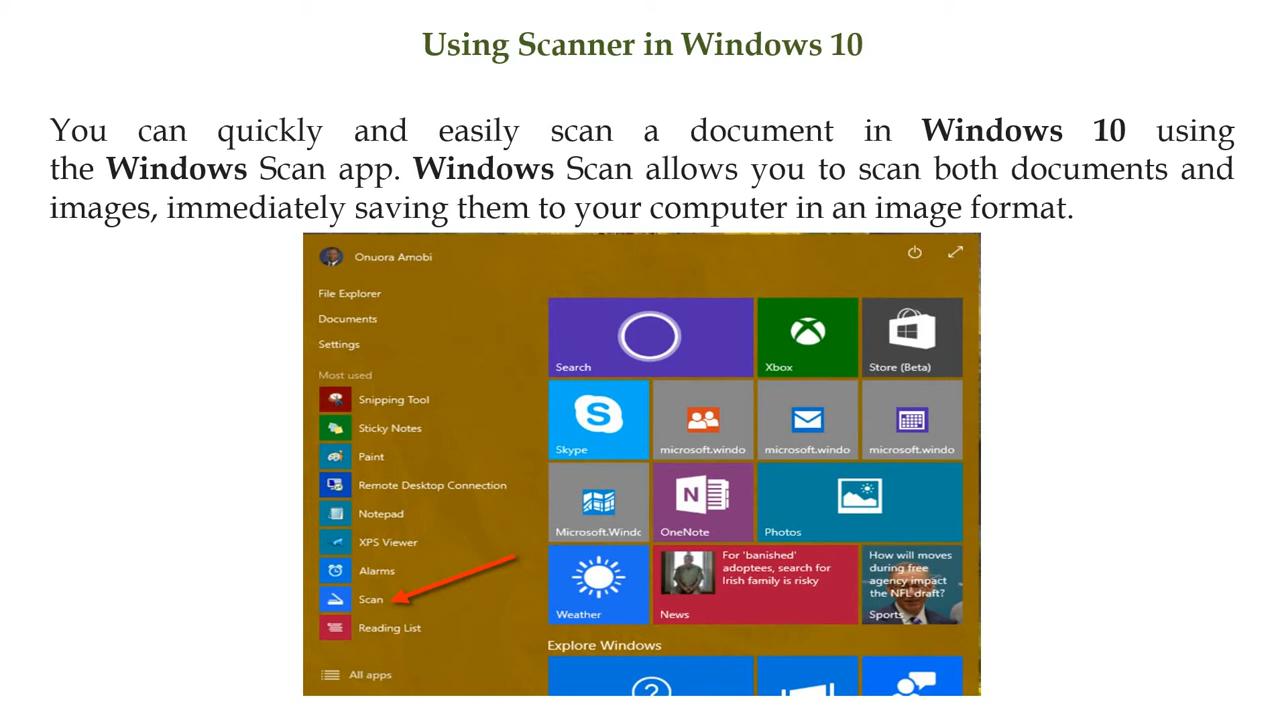 Using Scanner in Windows 10
You can quickly and easily scan a document in Windows 10 using
the Windows Scan app. Windows Scan allows you to scan both documents and
images, immediately saving them to your computer in an image format.
Onuora Amobi
File Explorer
Documents
Settings
Most used
Snipping Tool
Sticky Notes
Paint
Remote Desktop Connection
Notepad
XPS Viewer
Alarms
Scan
Reading List
All apps
Search
Xbox
Store (Beta)
Skype
microsoft.windo
microsoft.windo
microsoft.windo
Microsoft.Windo
OneNote
Photos
Weather
For 'banished'
adoptees, search for
Irish family is risky
News
How will moves
during free
agency impact
the NFL draft?
Sports
Explore Windows